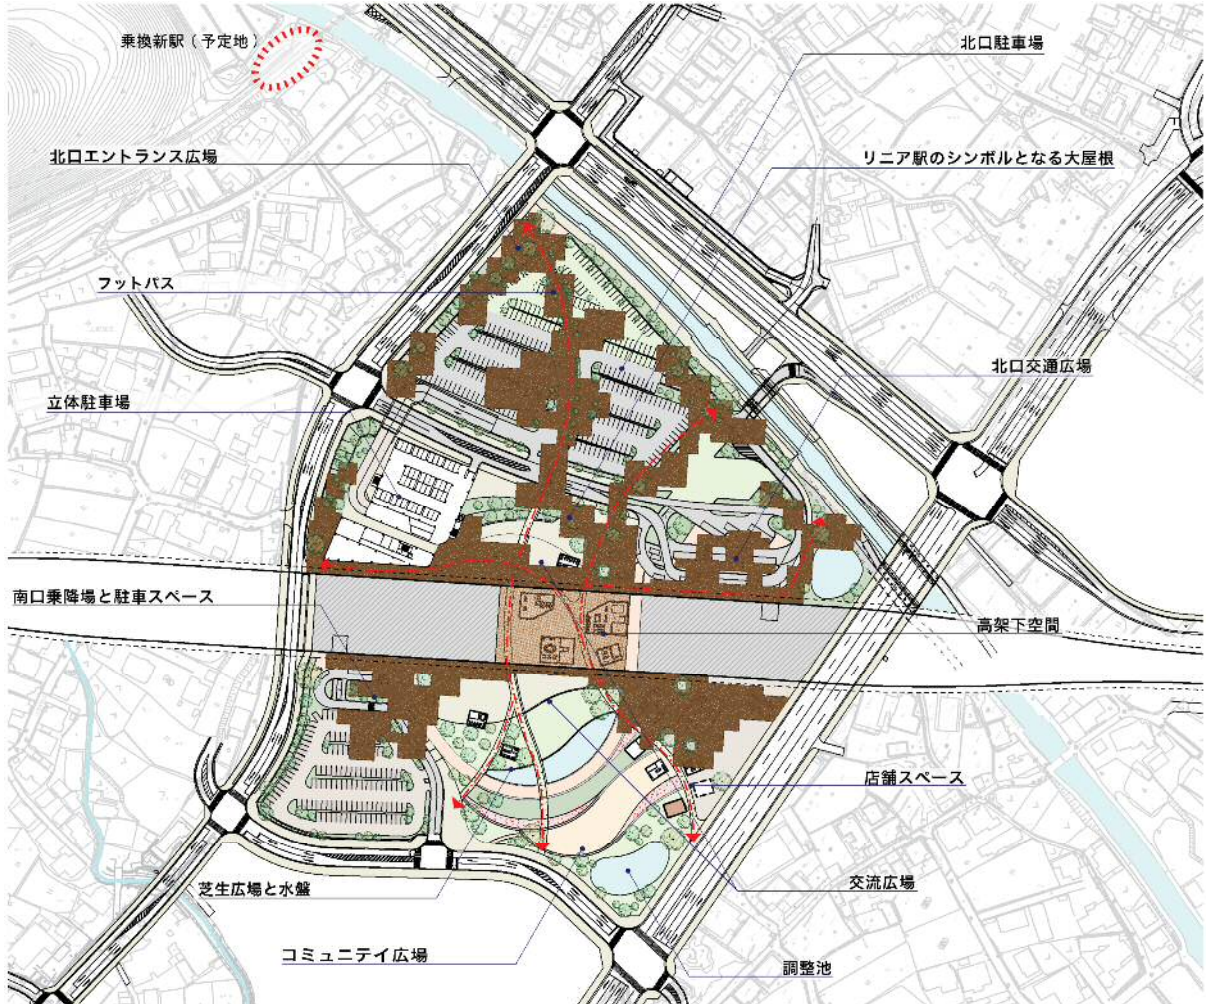 乗換新駅（予定地）
北口駐車場
北口エントランス広場
リニア駅のシンボルとなる大屋根
フットパス
北口交通広場
立体駐車場
南口乗降場と駐車スペース
高架下空間
店舗スペース
芝生広場と水盤
交流広場
コミュニテイ広場
調整池